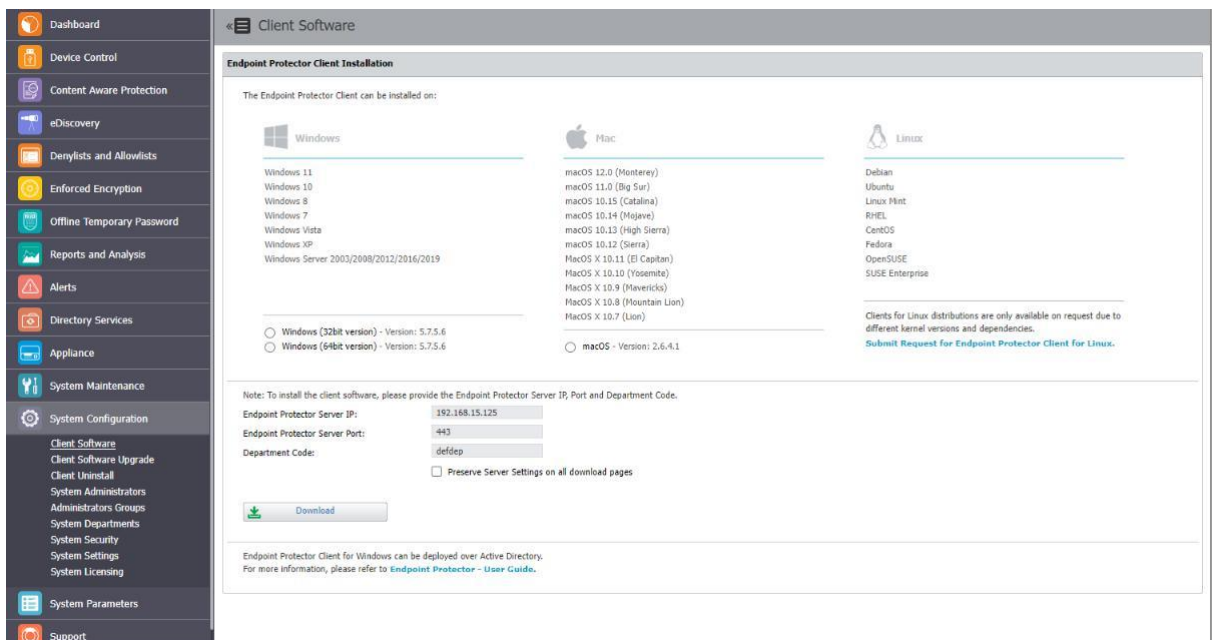 Dashboard
Device Control
Content Aware Protection
eDiscovery
Denylists and Allowlists
Enforced Encryption
Offline Temporary Password
Reports and Analysis
Alerts
Directory Services
Appliance
System Maintenance
System Configuration
Client Software
Client Software Upgrade
Client Uninstall
System Administrators
Administrators Groups
System Departments
System Security
System Settings
System Licensing
System Parameters
Support
Client Software
Endpoint Protector Client Installation
The Endpoint Protector Client can be installed on:
Windows
Windows 11
Windows 10
Windows 8
Windows 7
Windows Vista
Windows XP
Windows Server 2003/2008/2012/2016/2019
Windows (32bit version) - Version: 5.7.5.6
Windows (64bit version) - Version: 5.7.5.6
Mac
macOS 12.0 (Monterey)
macOS 11.0 (Big Sur)
macOS 10.15 (Catalina)
macOS 10.14 (Mojave)
macOS 10.13 (High Sierra)
macOS 10.12 (Sierra)
MacOS X 10.11 (El Capitan)
MacOS X 10.10 (Yosemite)
MacOS X 10.9 (Mavericks)
MacOS X 10.8 (Mountain Lion)
MacOS X 10.7 (Lion)
macOS - Version: 2.6.4.1
Linux
Debian
Ubuntu
Linux Mint
RHEL
CentOS
Fedora
OpenSUSE
SUSE Enterprise
Clients for Linux distributions are only available on request due to
different kernel versions and dependencies.
Submit Request for Endpoint Protector Client for Linux.
Note: To install the client software, please provide the Endpoint Protector Server IP, Port and Department Code.
Endpoint Protector Server IP: 192.168.15.125
Endpoint Protector Server Port: 443
Department Code: defdep
Preserve Server Settings on all download pages
Download
Endpoint Protector Client for Windows can be deployed over Active Directory.
For more information, please refer to Endpoint Protector - User Guide.